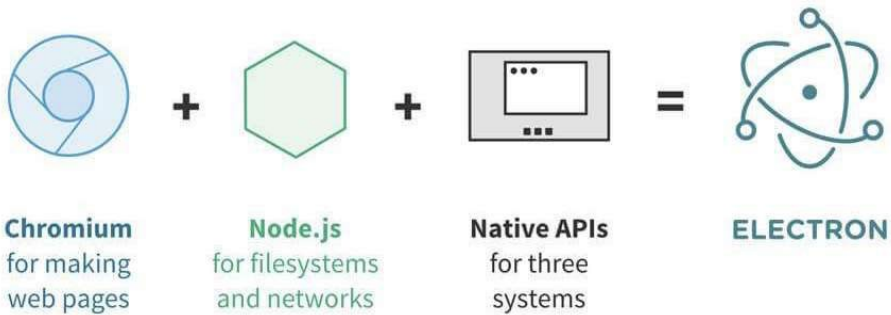 Chromium
for making
web pages
Node.js
for filesystems
and networks
Native APIs
for three
systems
ELECTRON